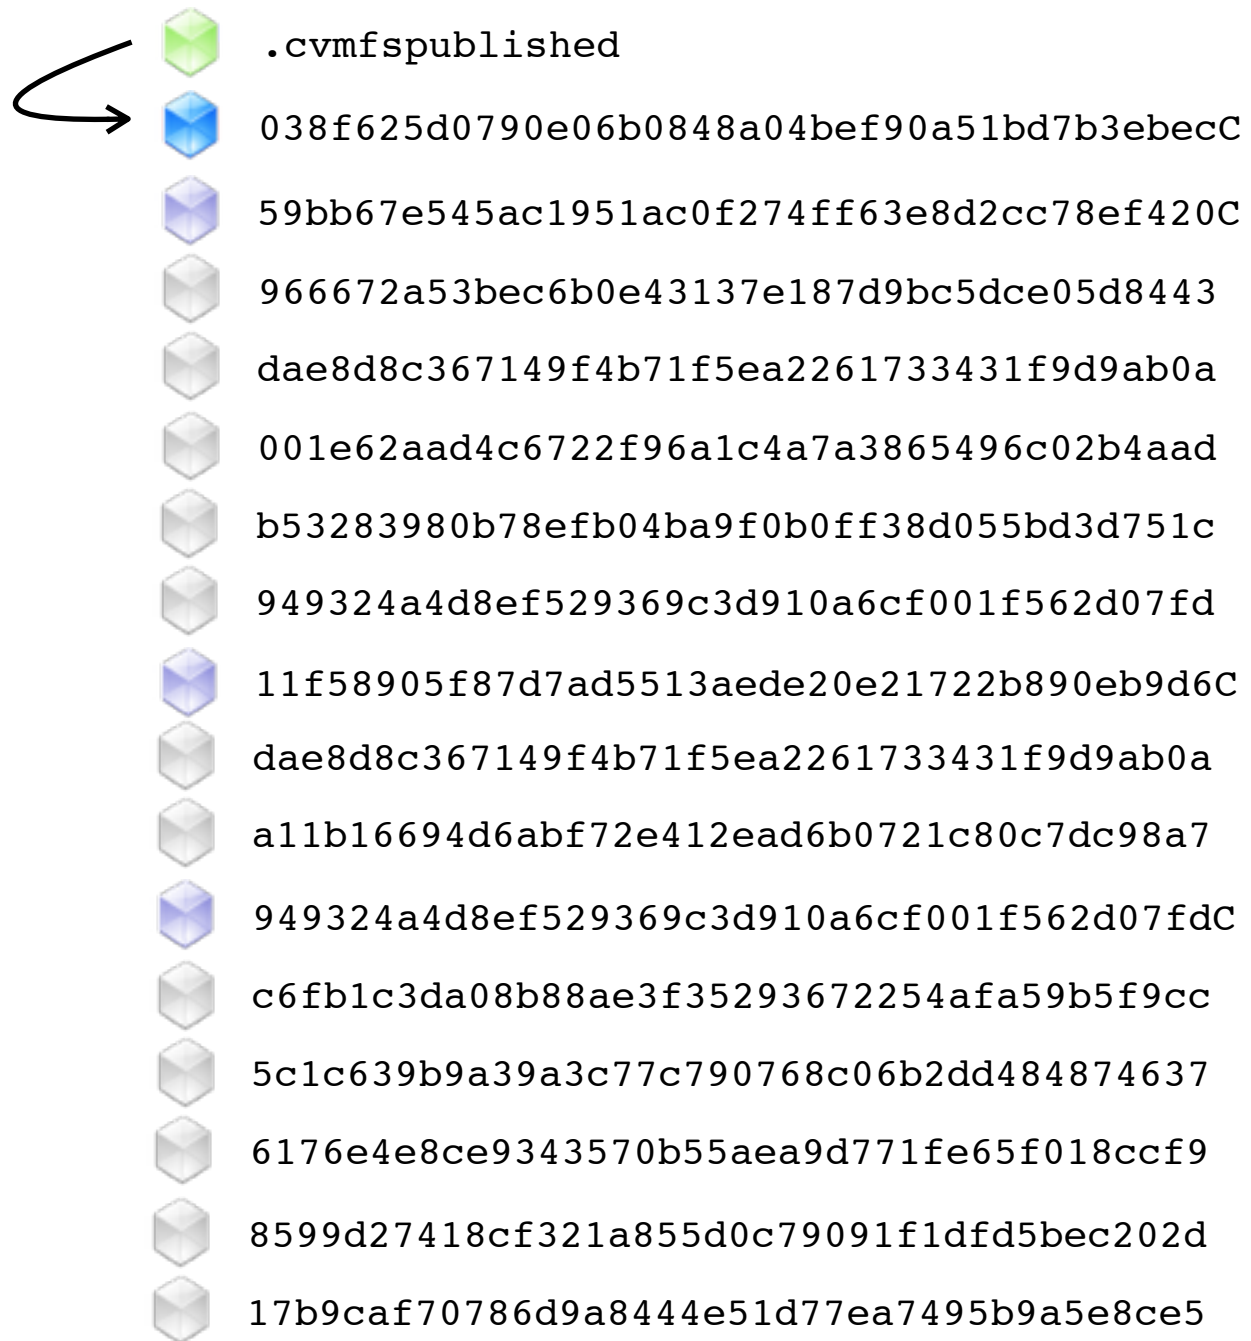 .cvmfspublished
038f625d0790e06b0848a04bef90a51bd7b3ebecC
59bb67e545ac1951ac0f274ff63e8d2cc78ef420C
966672a53bec6b0e43137e187d9bc5dce05d8443
dae8d8c367149f4b71f5ea2261733431f9d9ab0a
001e62aad4c6722f96a1c4a7a3865496c02b4aad
b53283980b78efb04ba9f0b0ff38d055bd3d751c
949324a4d8ef529369c3d910a6cf001f562d07fd
11f58905f87d7ad5513aede20e21722b890eb9d6C
dae8d8c367149f4b71f5ea2261733431f9d9ab0a
a11b16694d6abf72e412ead6b0721c80c7dc98a7
949324a4d8ef529369c3d910a6cf001f562d07fdC
c6fb1c3da08b88ae3f35293672254afa59b5f9cc
5c1c639b9a39a3c77c790768c06b2dd484874637
6176e4e8ce9343570b55aea9d771fe65f018ccf9
8599d27418cf321a855d0c79091f1dfd5bec202d
17b9caf70786d9a8444e51d77ea7495b9a5e8ce5